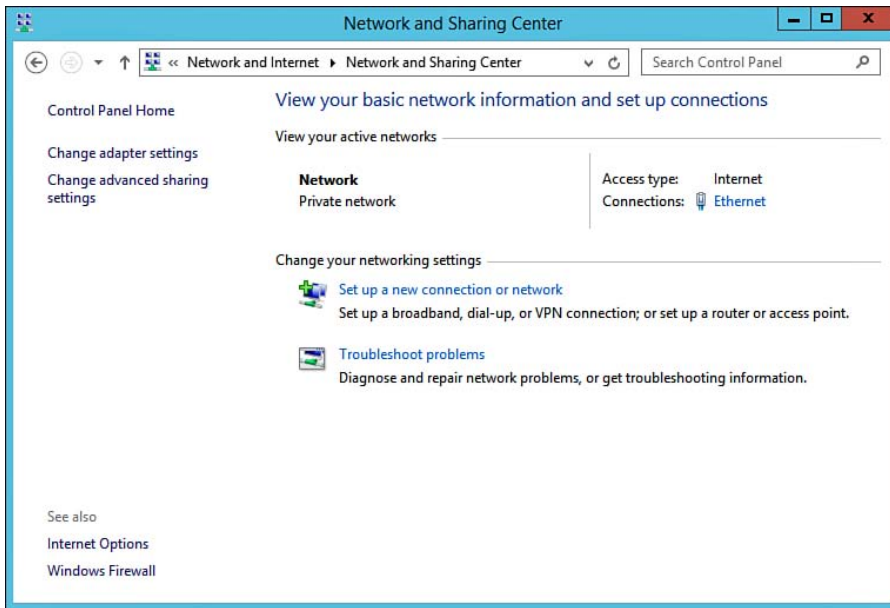 Network and Sharing Center
« Network and Internet ▸ Network and Sharing Center
Search Control Panel
Control Panel Home
Change adapter settings
Change advanced sharing
settings
View your basic network information and set up connections
View your active networks
Network
Private network
Access type: Internet
Connections: Ethernet
Change your networking settings
Set up a new connection or network
Set up a broadband, dial-up, or VPN connection; or set up a router or access point.
Troubleshoot problems
Diagnose and repair network problems, or get troubleshooting information.
See also
Internet Options
Windows Firewall